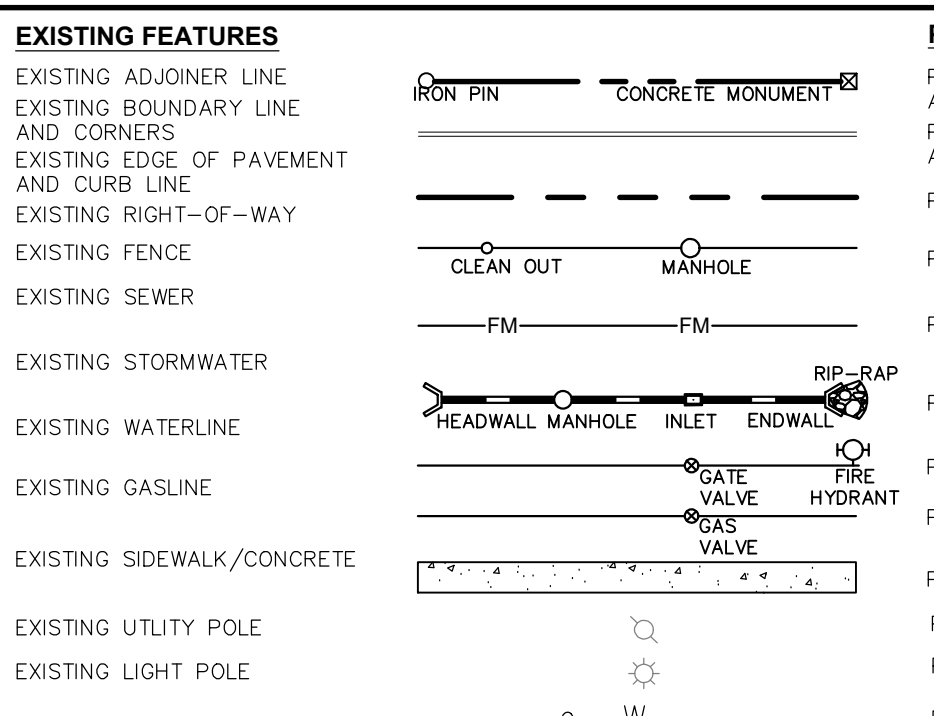 EXISTING FEATURES
EXISTING ADJOINER LINE
IRON PIN CONCRETE MONUMENT
EXISTING BOUNDARY LINE
AND CORNERS
EXISTING EDGE OF PAVEMENT
AND CURB LINE
EXISTING RIGHT-OF-WAY
EXISTING FENCE
CLEAN OUT MANHOLE
EXISTING SEWER
FM FM
EXISTING STORMWATER
RIP-RAP
HEADWALL MANHOLE INLET ENDWALL
EXISTING WATERLINE
GATE
VALVE
FIRE
HYDRANT
EXISTING GASLINE
GAS
VALVE
EXISTING SIDEWALK/CONCRETE
EXISTING UTLITY POLE
EXISTING LIGHT POLE
W